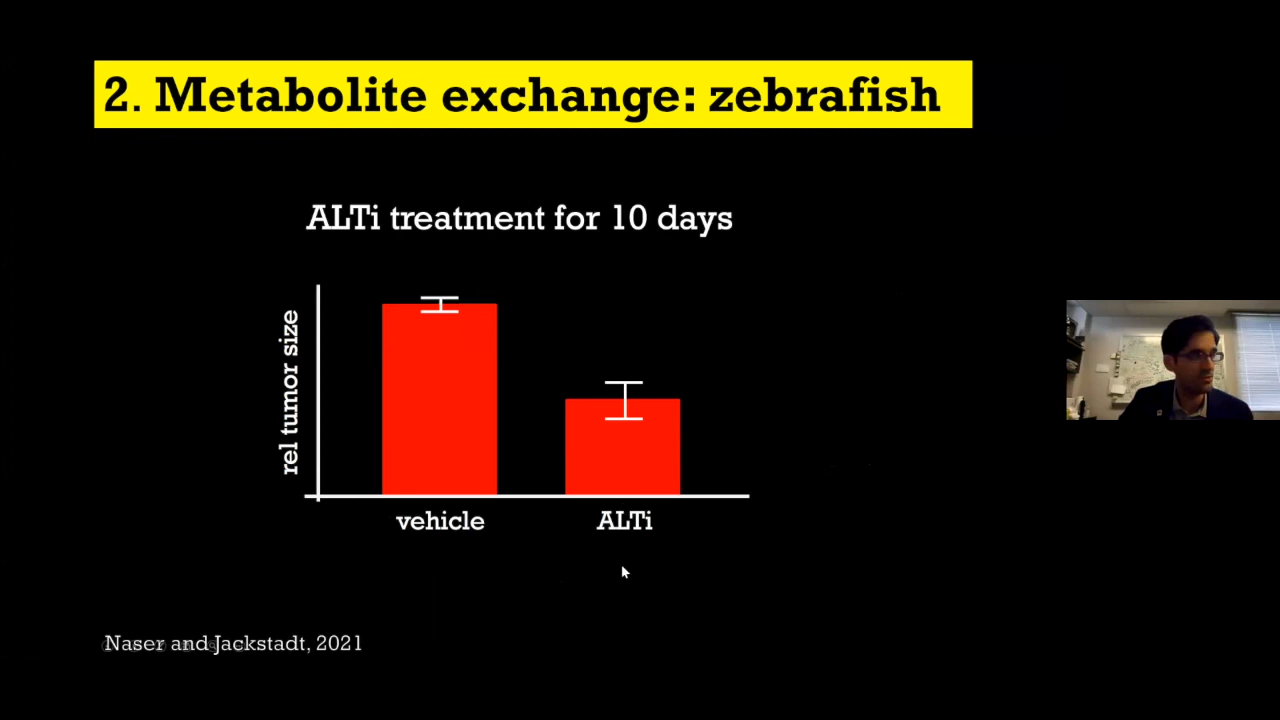 2. Metabolite exchange: zebrafish
ALTi treatment for 10 days
rel tumor size
vehicle
ALTi
Naser and Jackstadt, 2021